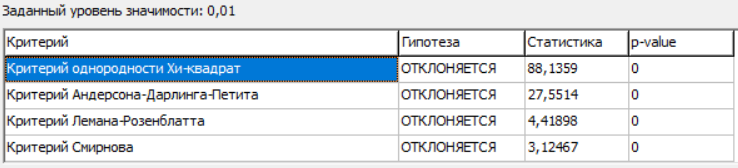 Заданный уровень значимости: 0,01
Критерий Гипотеза Статистика p-value
Критерий однородности Хи-квадрат ОТКЛОНЯЕТСЯ 88,1359 0
Критерий Андерсона-Дарлинга-Петита ОТКЛОНЯЕТСЯ 27,5514 0
Критерий Лемана-Розенблатта ОТКЛОНЯЕТСЯ 4,41898 0
Критерий Смирнова ОТКЛОНЯЕТСЯ 3,12467 0